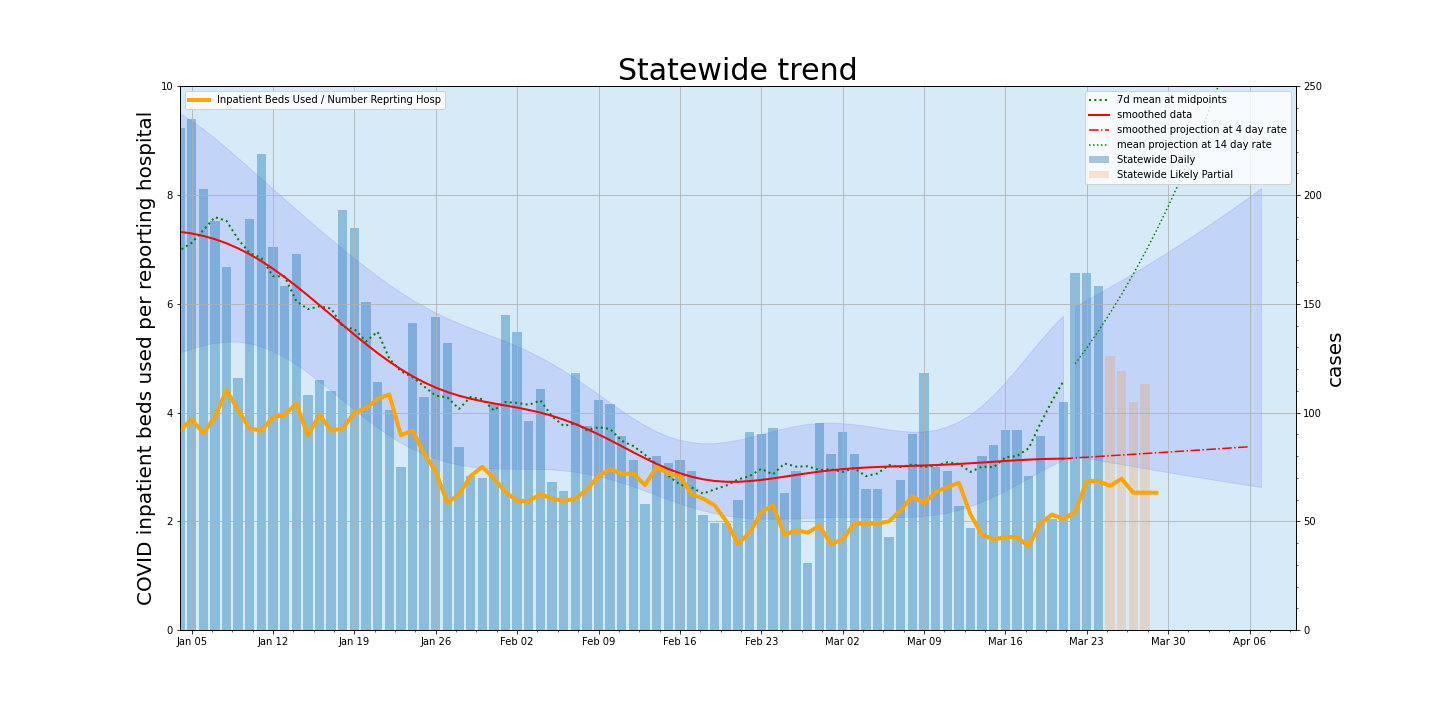 Statewide trend
Inpatient Beds Used / Number Reprting Hosp
7d mean at midpoints
smoothed data
smoothed projection at 4 day rate
mean projection at 14 day rate
Statewide Daily
Statewide Likely Partial
COVID inpatient beds used per reporting hospital
10
8
6
4
2
0
250
200
150
100
50
0
cases
Jan 05 Jan 12 Jan 19 Jan 26 Feb 02 Feb 09 Feb 16 Feb 23 Mar 02 Mar 09 Mar 16 Mar 23 Mar 30 Apr 06